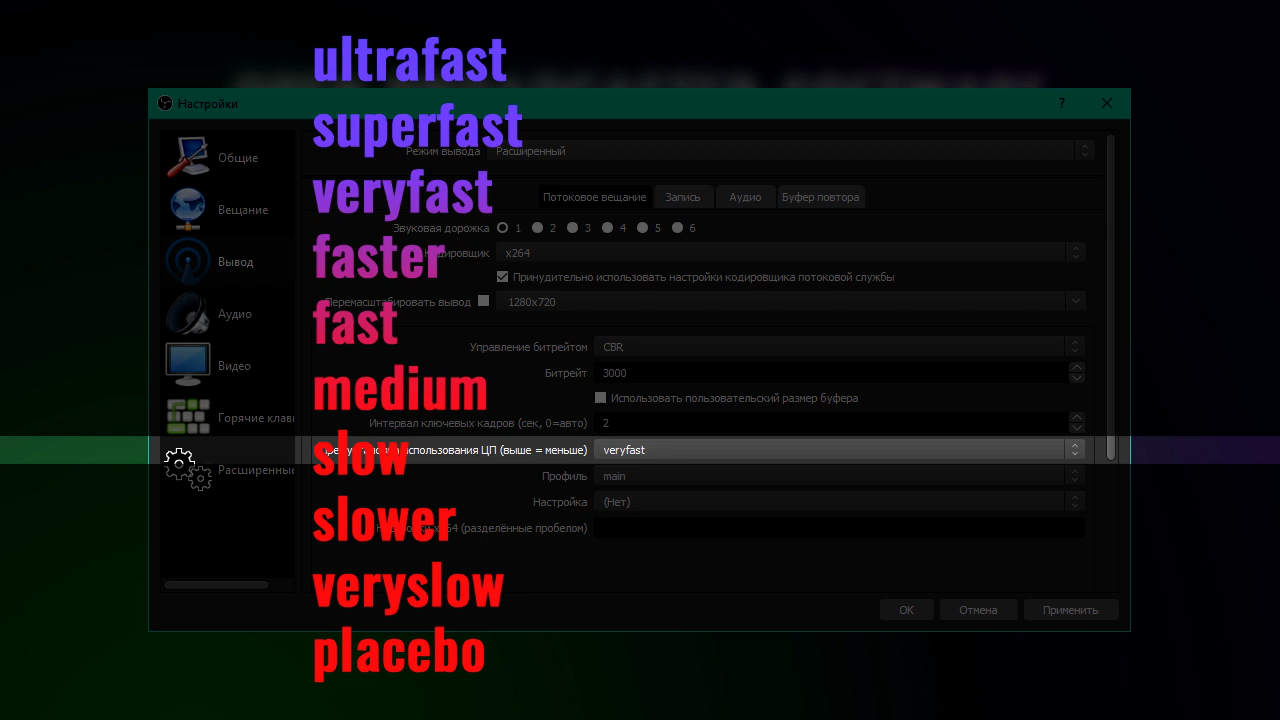 ultrafast
superfast
veryfast
faster
fast
medium
slow
slower
veryslow
placebo
Настройки
?
Общие
Вещание
Вывод
Аудио
Видео
Горячие
Расширенные
Режим вывода Расширенный
Потоковое вещание Запись Аудио Буфер повтора
Звуковая дорожка 1 2 3 4 5 6
x264
Принудительно использовать настройки кодировщика потоковой службы
Перемасштабировать вывод 1280x720
Управление битрейтом CBR
Битрейт 3000
Использовать пользовательский размер буфера
Интервал ключевых кадров (сек, 0=авто) 2
использования ЦП (выше = меньше) veryfast
Профиль main
Настройка (Нет)
(разделённые пробелом)
OK Отмена Применить